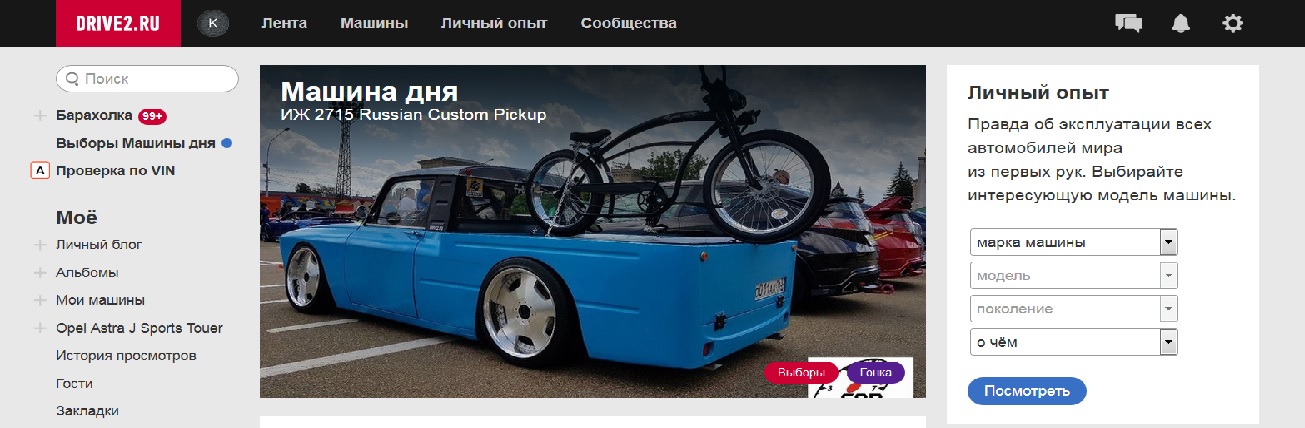 DRIVE2.RU
K
Лента
Машины
Личный опыт
Сообщества
Поиск
Барахолка 99+
Выборы Машины дня
A Проверка по VIN
Моё
Личный блог
Альбомы
Мои машины
Opel Astra J Sports Touer
История просмотров
Гости
Закладки
Машина дня
ИЖ 2715 Russian Custom Pickup
Выборы
Гонка
Личный опыт
Правда об эксплуатации всех
автомобилей мира
из первых рук. Выбирайте
интересующую модель машины.
марка машины
модель
поколение
о чём
Посмотреть